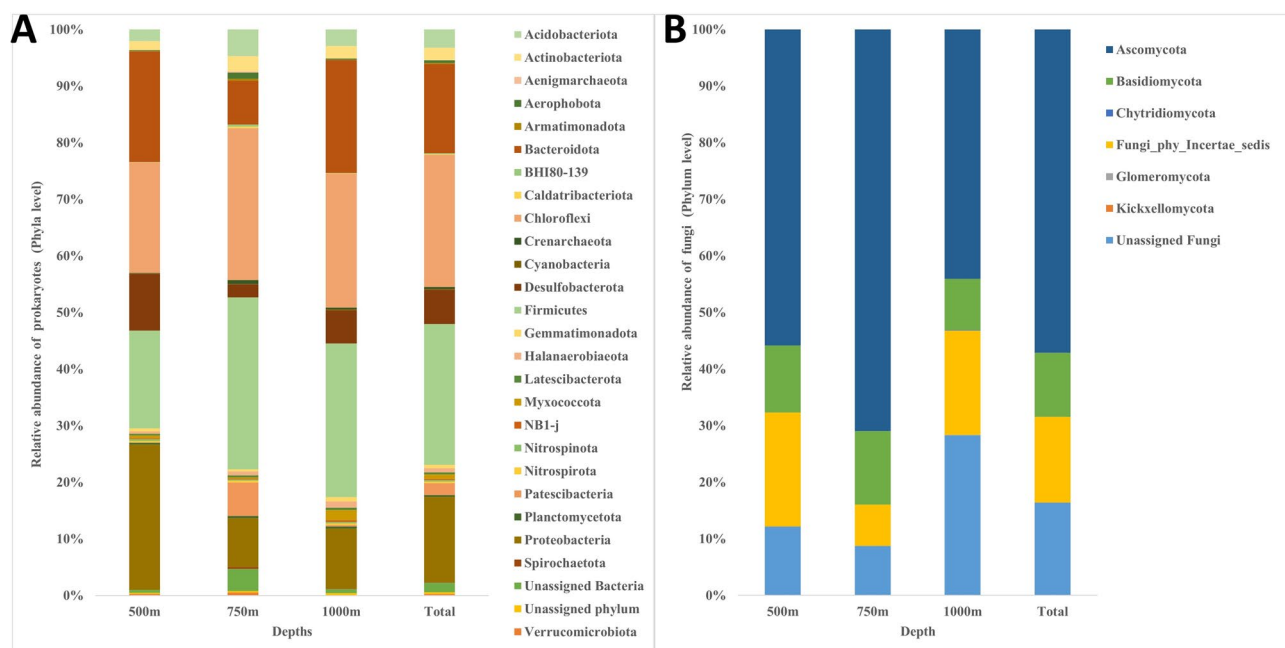 A
Relative abundance of prokaryotes (Phyla level)
100%
90%
80%
70%
60%
50%
40%
30%
20%
10%
0%
500m
750m
1000m
Total
Depths
Acidobacteriota
Actinobacteriota
Aenigmarchaeota
Aerophobota
Armatimonadota
Bacteroidota
BHI80-139
Caldatribacteriota
Chloroflexi
Crenarchaeota
Cyanobacteria
Desulfobacterota
Firmicutes
Gemmatimonadota
Halanaerobiaeota
Latescibacterota
Myxococcota
NB1-j
Nitrospinota
Nitrospirota
Patescibacteria
Planctomycetota
Proteobacteria
Spirochaetota
Unassigned Bacteria
Unassigned phylum
Verrucomicrobiota
B
Relative abundance of fungi (Phylum level)
100%
90%
80%
70%
60%
50%
40%
30%
20%
10%
0%
500m
750m
1000m
Total
Depth
Ascomycota
Basidiomycota
Chytridiomycota
Fungi_phy_Incertae_sedis
Glomeromycota
Kickxellomycota
Unassigned Fungi